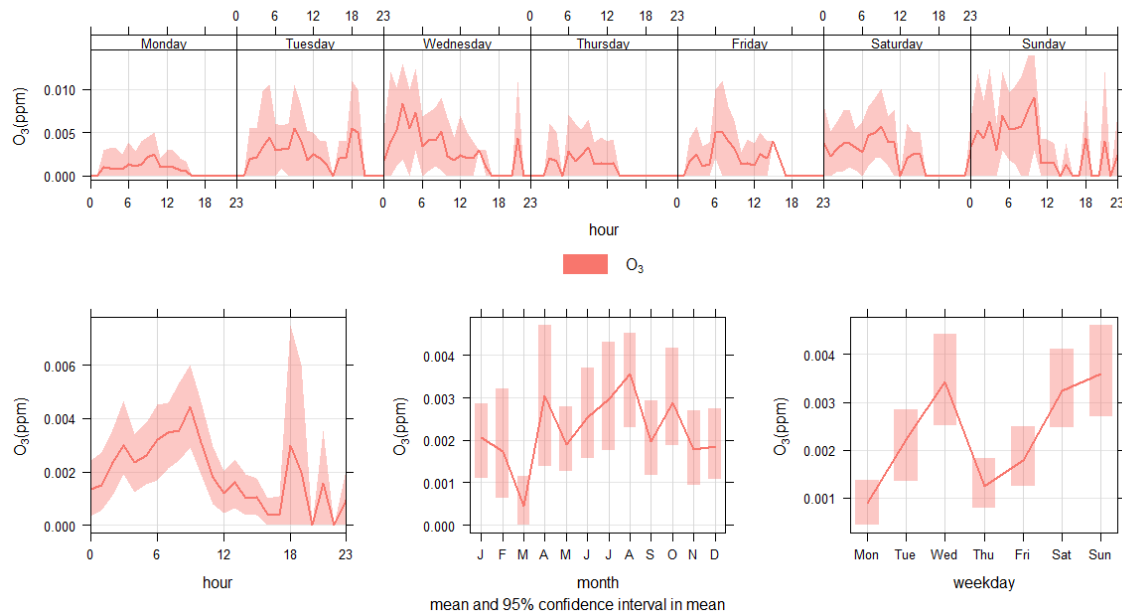 0 6 12 18 23 0 6 12 18 23 0 6 12 18 23
Monday Tuesday Wednesday Thursday Friday Saturday Sunday
O₃(ppm)
0.010
0.005
0.000
0 6 12 18 23 0 6 12 18 23 0 6 12 18 23 0 6 12 18 23
hour
O₃
O₃(ppm)
0.006
0.004
0.002
0.000
0 6 12 18 23
hour
O₃(ppm)
0.004
0.003
0.002
0.001
0.000
J F M A M J J A S O N D
month
mean and 95% confidence interval in mean
O₃(ppm)
0.004
0.003
0.002
0.001
Mon Tue Wed Thu Fri Sat Sun
weekday